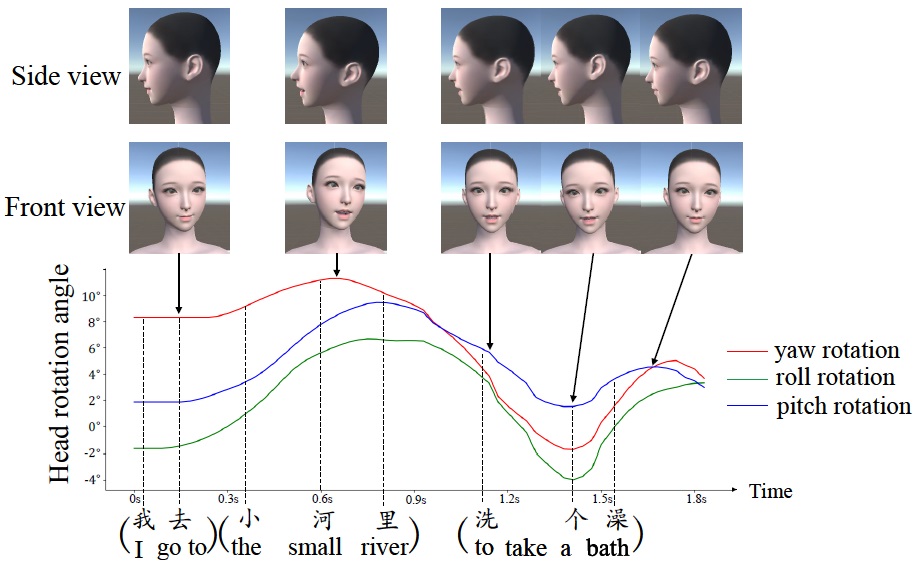 Side view
Front view
Head rotation angle
10°
8°
6°
4°
2°
0°
-2°
-4°
0s 0.3s 0.6s 0.9s 1.2s 1.5s 1.8s
Time
yaw rotation
roll rotation
pitch rotation
(我 去)(小 河 里)(洗 个 澡)
(I go to)(the small river)(to take a bath)